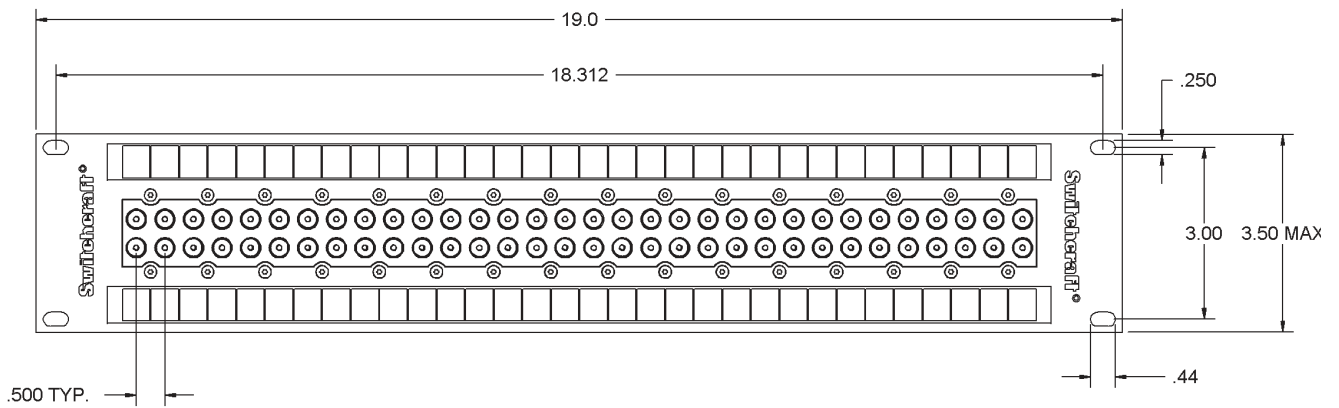 19.0
18.312
.250
Switchcraft®
Switchcraft®
3.00
3.50 MAX
.500 TYP.
.44